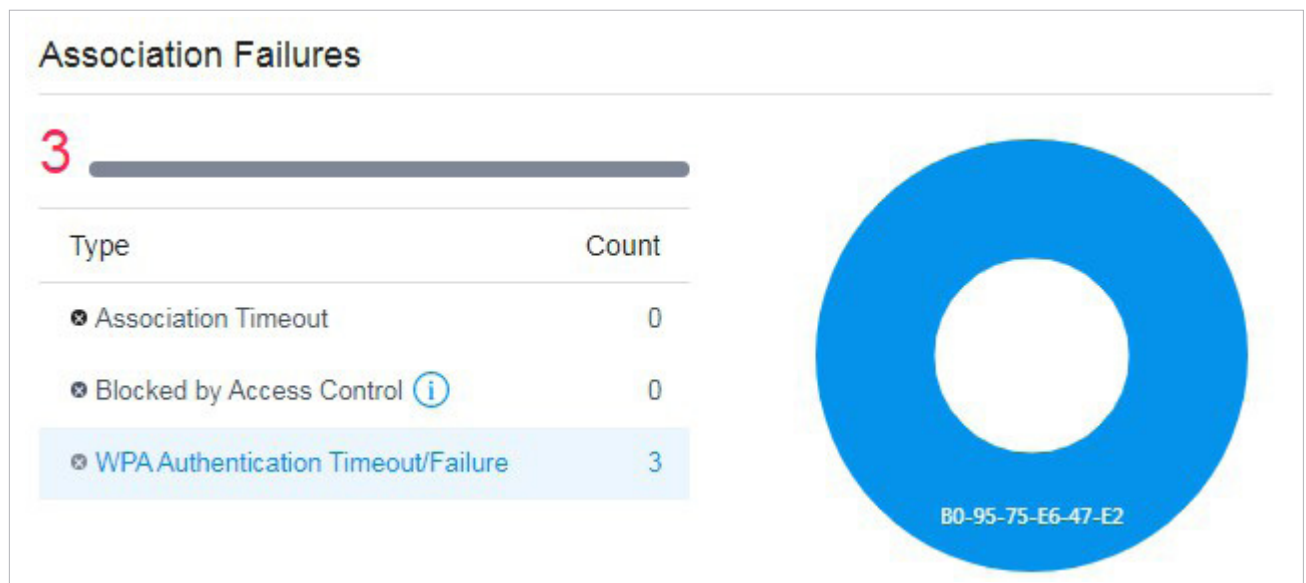 Association Failures
3
Type Count
Association Timeout 0
Blocked by Access Control i 0
WPA Authentication Timeout/Failure 3
B0-95-75-E6-47-E2